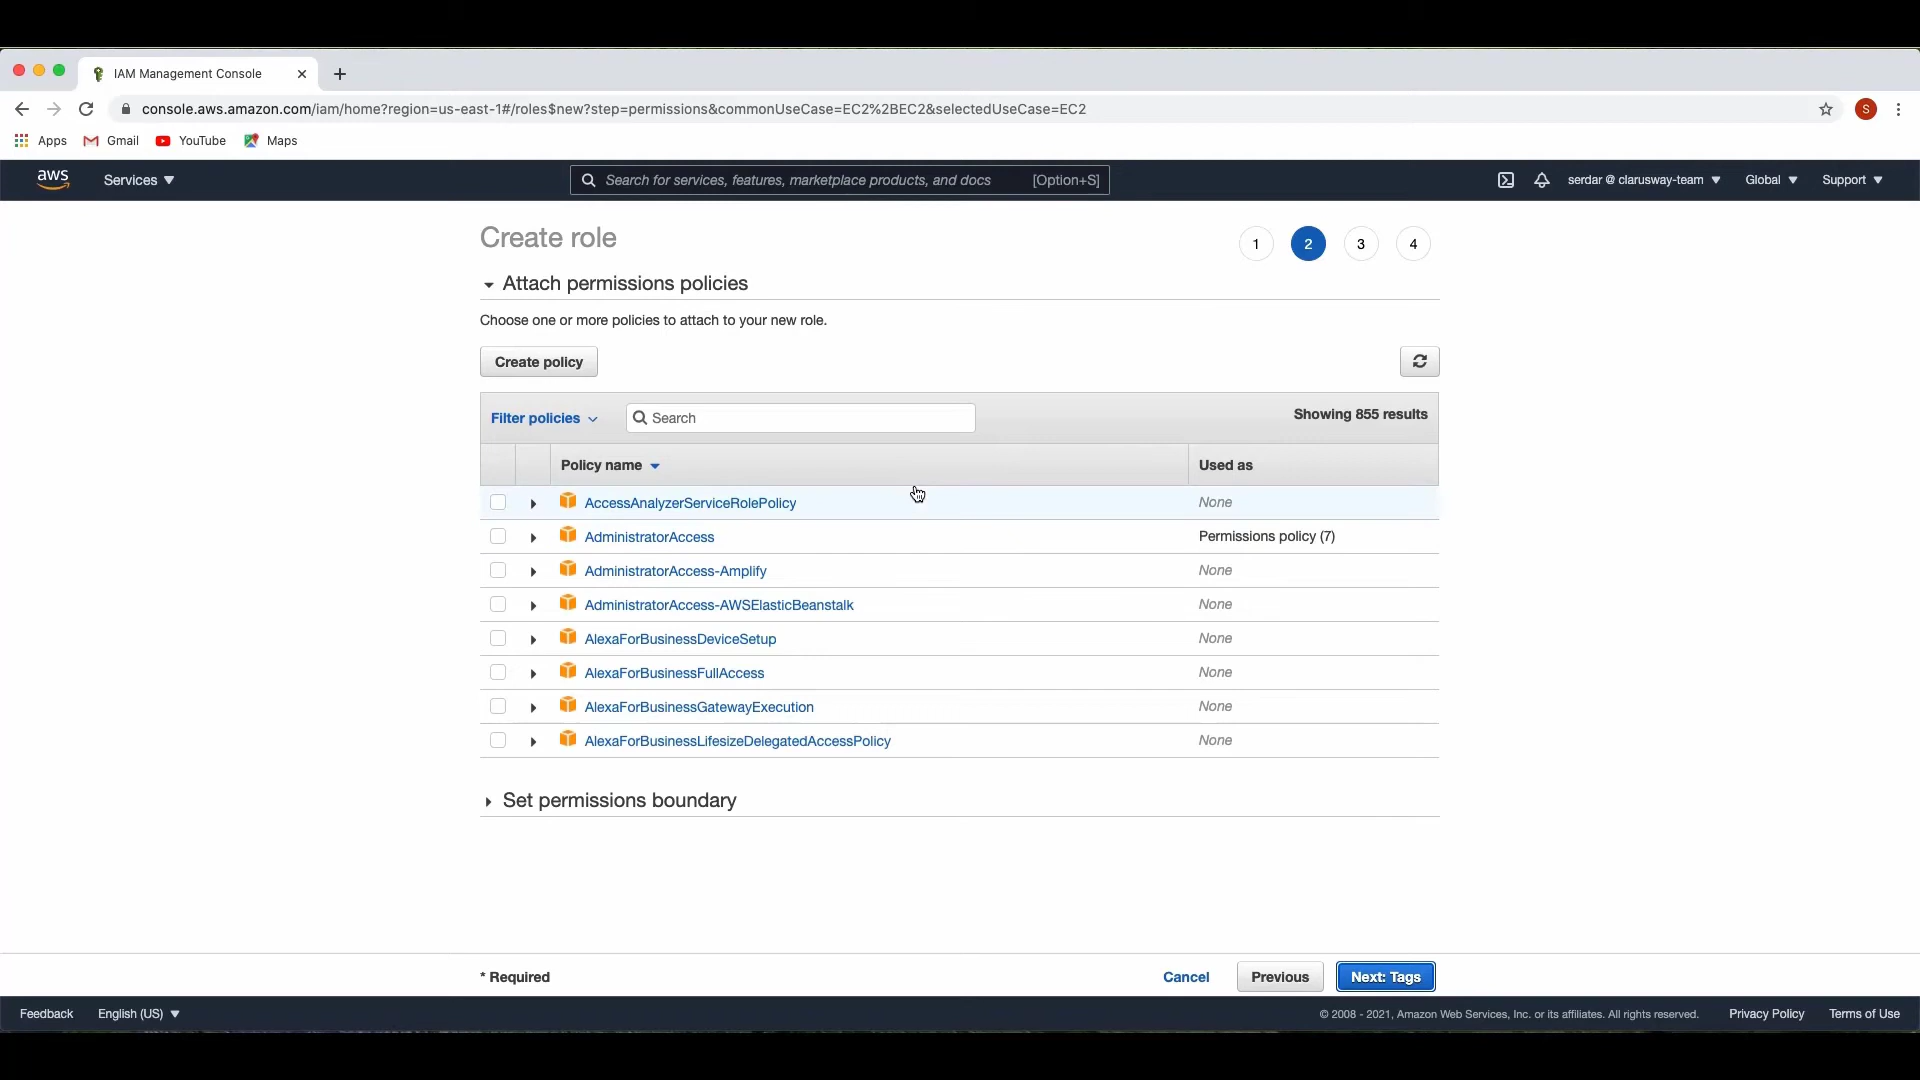 IAM Management Console
console.aws.amazon.com/iam/home?region=us-east-1#/roles$new?step=permissions&commonUseCase=EC2%2BEC2&selectedUseCase=EC2
S
Apps Gmail YouTube Maps
aws Services Search for services, features, marketplace products, and docs [Option+S] serdar @ clarusway-team Global Support
Create role 1 2 3 4
Attach permissions policies
Choose one or more policies to attach to your new role.
Create policy
Filter policies Search Showing 855 results
Policy name Used as
AccessAnalyzerServiceRolePolicy None
AdministratorAccess Permissions policy (7)
AdministratorAccess-Amplify None
AdministratorAccess-AWSElasticBeanstalk None
AlexaForBusinessDeviceSetup None
AlexaForBusinessFullAccess None
AlexaForBusinessGatewayExecution None
AlexaForBusinessLifesizeDelegatedAccessPolicy None
Set permissions boundary
* Required Cancel Previous Next: Tags
Feedback English (US) © 2008 - 2021, Amazon Web Services, Inc. or its affiliates. All rights reserved. Privacy Policy Terms of Use